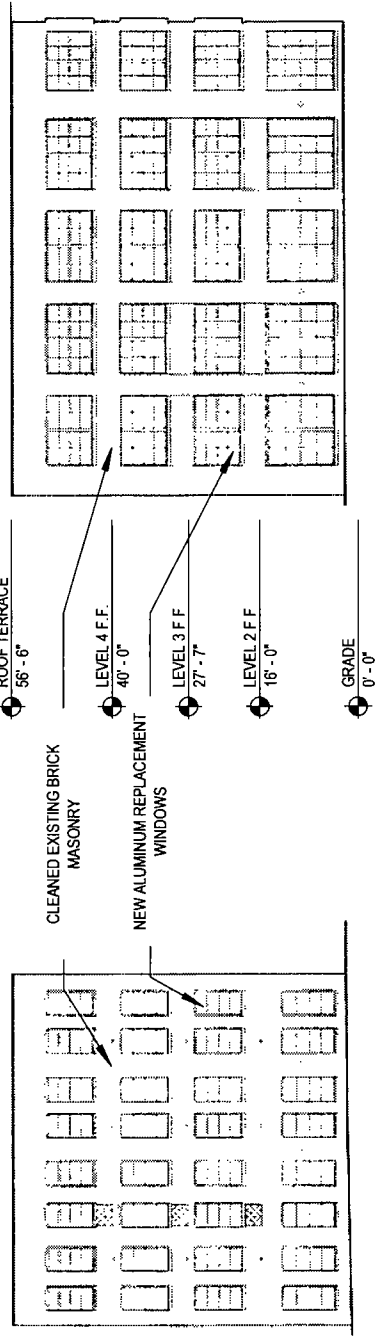 CLEANED EXISTING BRICK
MASONRY
NEW ALUMINUM REPLACEMENT
WINDOWS
ROOF TERRACE
56' - 6"
LEVEL 4 F.F.
40' - 0"
LEVEL 3 F F
27' - 7"
LEVEL 2 F F
16' - 0"
GRADE
0' - 0"